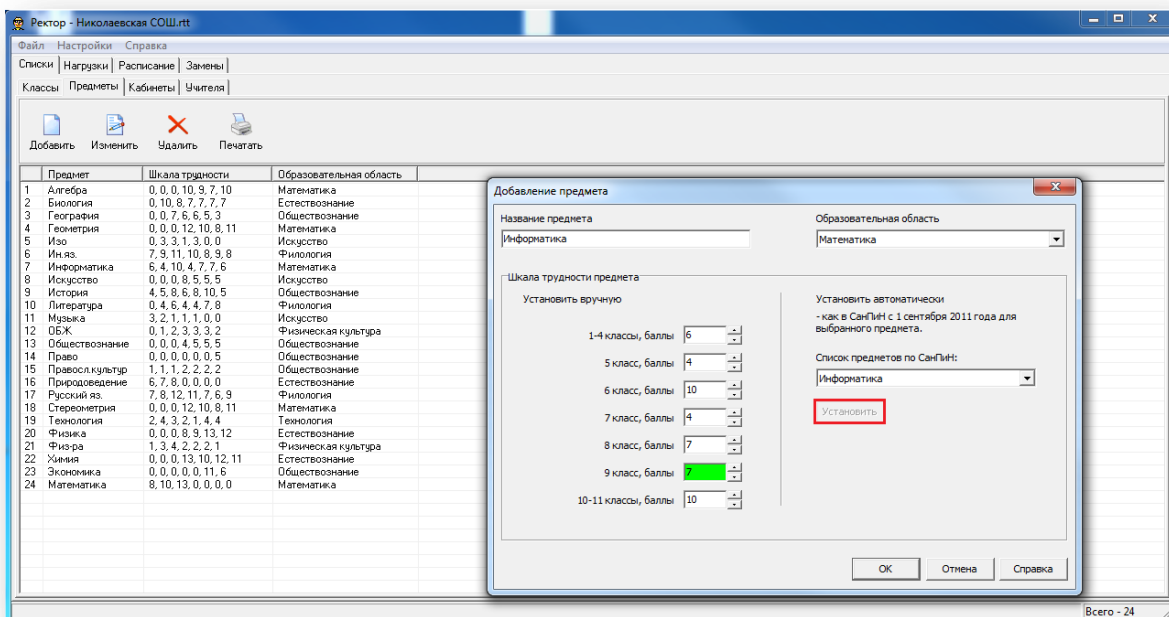 Ректор - Николаевская СОШ.rtt
Файл Настройки Справка
Списки Нагрузки Расписание Замены
Классы Предметы Кабинеты Учителя
Добавить Изменить Удалить Печатать
Предмет Шкала трудности Образовательная область
1 Алгебра 0, 0, 0, 10, 9, 7, 10 Математика
2 Биология 0, 10, 8, 7, 7, 7, 7 Естествознание
3 География 0, 0, 7, 6, 6, 5, 3 Обществознание
4 Геометрия 0, 0, 0, 12, 10, 8, 11 Математика
5 Изо 0, 3, 3, 1, 3, 0, 0 Искусство
6 Ин.яз. 7, 9, 11, 10, 8, 9, 8 Филология
7 Информатика 6, 4, 10, 4, 7, 7, 6 Математика
8 Искусство 0, 0, 0, 8, 5, 5, 5 Искусство
9 История 4, 5, 8, 6, 8, 10, 5 Обществознание
10 Литература 0, 4, 6, 4, 4, 7, 8 Филология
11 Музыка 3, 2, 1, 1, 1, 0, 0 Искусство
12 ОБЖ 0, 1, 2, 3, 3, 3, 2 Физическая культура
13 Обществознание 0, 0, 0, 4, 5, 5, 5 Обществознание
14 Право 0, 0, 0, 0, 0, 0, 5 Обществознание
15 Правосл.культур 1, 1, 1, 2, 2, 2, 2 Обществознание
16 Природоведение 6, 7, 8, 0, 0, 0, 0 Естествознание
17 Русский яз. 7, 8, 12, 11, 7, 6, 9 Филология
18 Стереометрия 0, 0, 0, 12, 10, 8, 11 Математика
19 Технология 2, 4, 3, 2, 1, 4, 4 Технология
20 Физика 0, 0, 0, 8, 9, 13, 12 Естествознание
21 Физ-ра 1, 3, 4, 2, 2, 2, 1 Физическая культура
22 Химия 0, 0, 0, 13, 10, 12, 11 Естествознание
23 Экономика 0, 0, 0, 0, 0, 11, 6 Обществознание
24 Математика 8, 10, 13, 0, 0, 0, 0 Математика
Добавление предмета
Название предмета Образовательная область
Информатика Математика
Шкала трудности предмета
Установить вручную
1-4 классы, баллы 6
5 класс, баллы 4
6 класс, баллы 10
7 класс, баллы 4
8 класс, баллы 7
9 класс, баллы 7
10-11 классы, баллы 10
Установить автоматически
- как в СанПиН с 1 сентября 2011 года для
выбранного предмета.
Список предметов по СанПиН:
Информатика
Установить
ОК Отмена Справка
Всего - 24